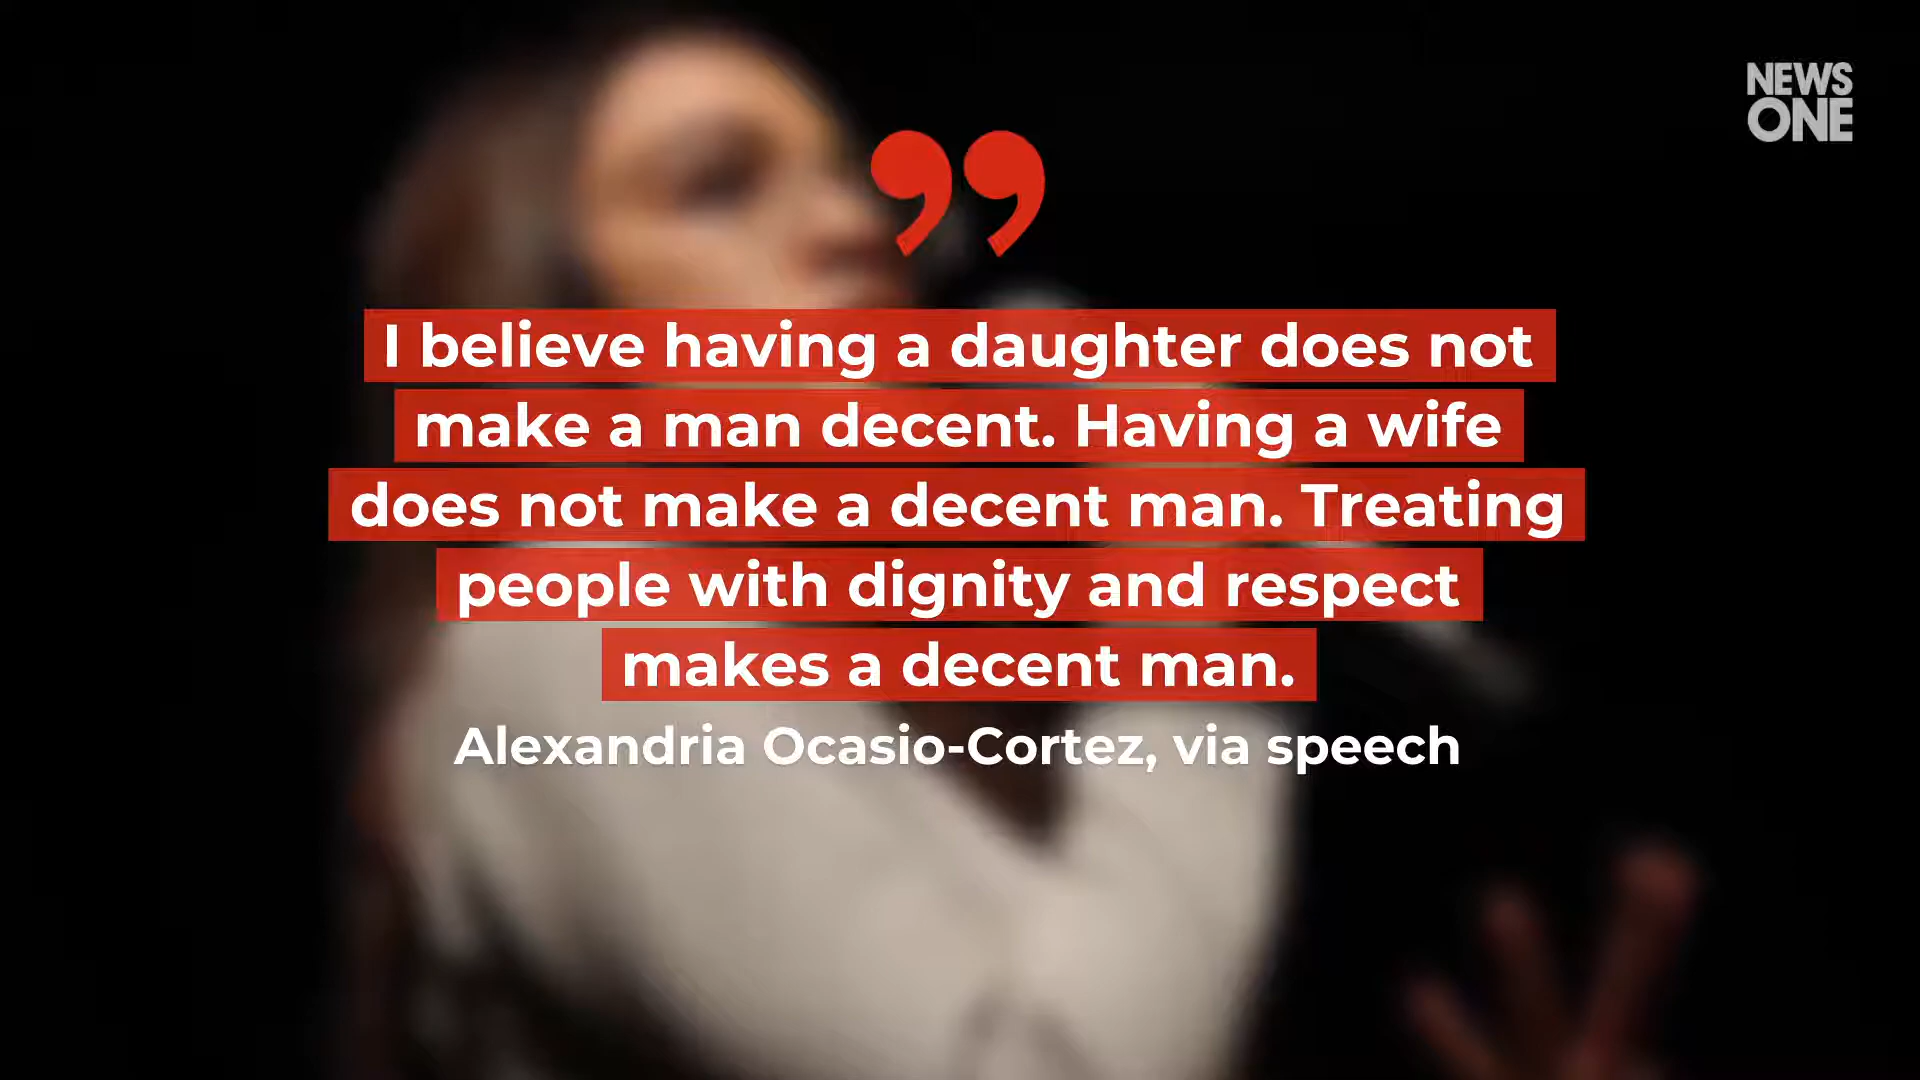 NEWS
ONE
”
I believe having a daughter does not
make a man decent. Having a wife
does not make a decent man. Treating
people with dignity and respect
makes a decent man.
Alexandria Ocasio-Cortez, via speech